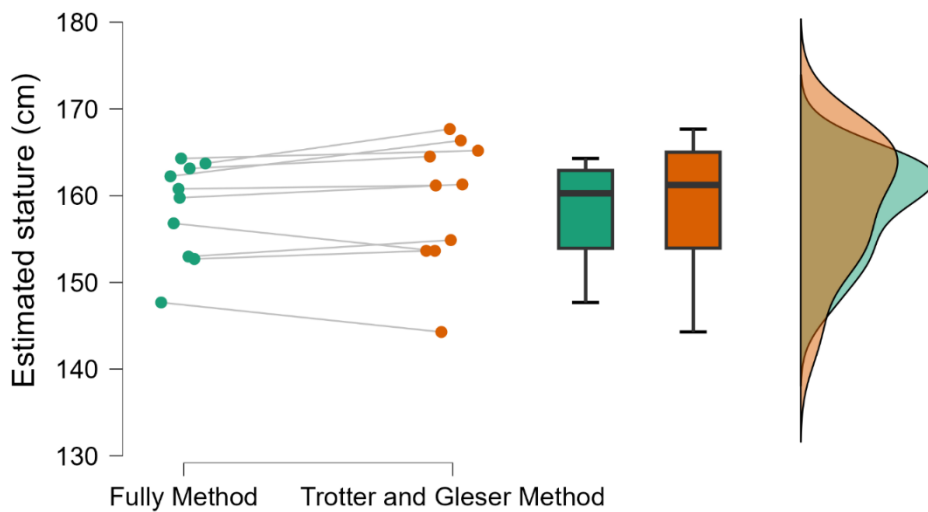 Estimated stature (cm)
180
170
160
150
140
130
Fully Method
Trotter and Gleser Method